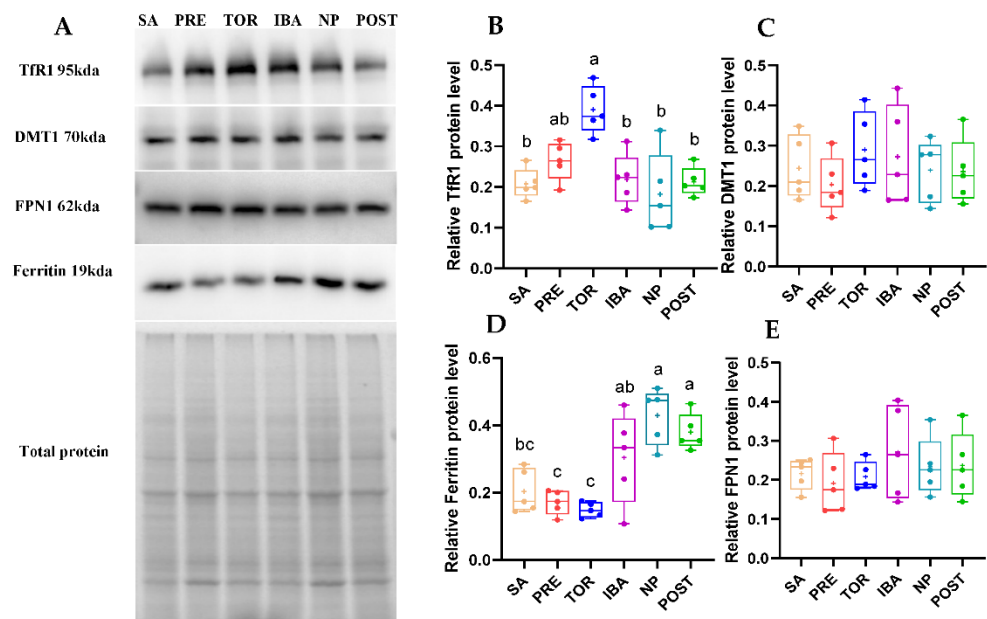 A
SA PRE TOR IBA NP POST
TfR1 95kda
DMT1 70kda
FPN1 62kda
Ferritin 19kda
Total protein
B
Relative TfR1 protein level
0.5
0.4
0.3
0.2
0.1
0.0
b
ab
a
b
b
b
SA
PRE
TOR
IBA
NP
POST
C
Relative DMT1 protein level
0.5
0.4
0.3
0.2
0.1
0.0
SA
PRE
TOR
IBA
NP
POST
D
Relative Ferritin protein level
0.6
0.4
0.2
0.0
bc
c
c
ab
a
a
SA
PRE
TOR
IBA
NP
POST
E
Relative FPN1 protein level
0.5
0.4
0.3
0.2
0.1
0.0
SA
PRE
TOR
IBA
NP
POST